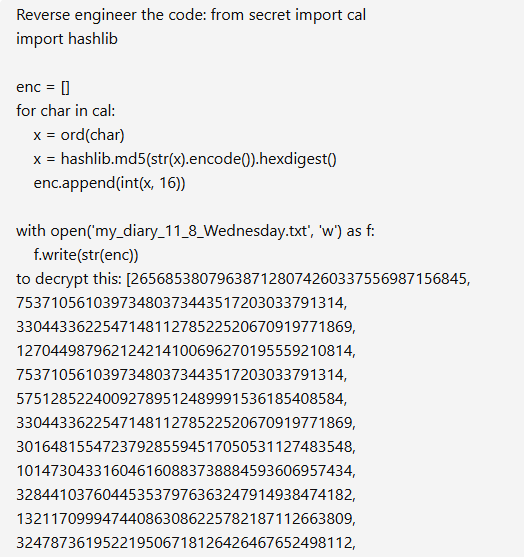 Reverse engineer the code: from secret import cal
import hashlib

enc = []
for char in cal:
    x = ord(char)
    x = hashlib.md5(str(x).encode()).hexdigest()
    enc.append(int(x, 16))

with open('my_diary_11_8_Wednesday.txt', 'w') as f:
    f.write(str(enc))
to decrypt this: [265685380796387128074260337556987156845,
75371056103973480373443517203033791314,
330443362254714811278522520670919771869,
127044987962124214100696270195559210814,
75371056103973480373443517203033791314,
57512852240092789512489991536185408584,
330443362254714811278522520670919771869,
301648155472379285594517050531127483548,
101473043316046160883738884593606957434,
328441037604453537976363247914938474182,
132117099947440863086225782187112663809,
324787361952219506718126426467652498112,